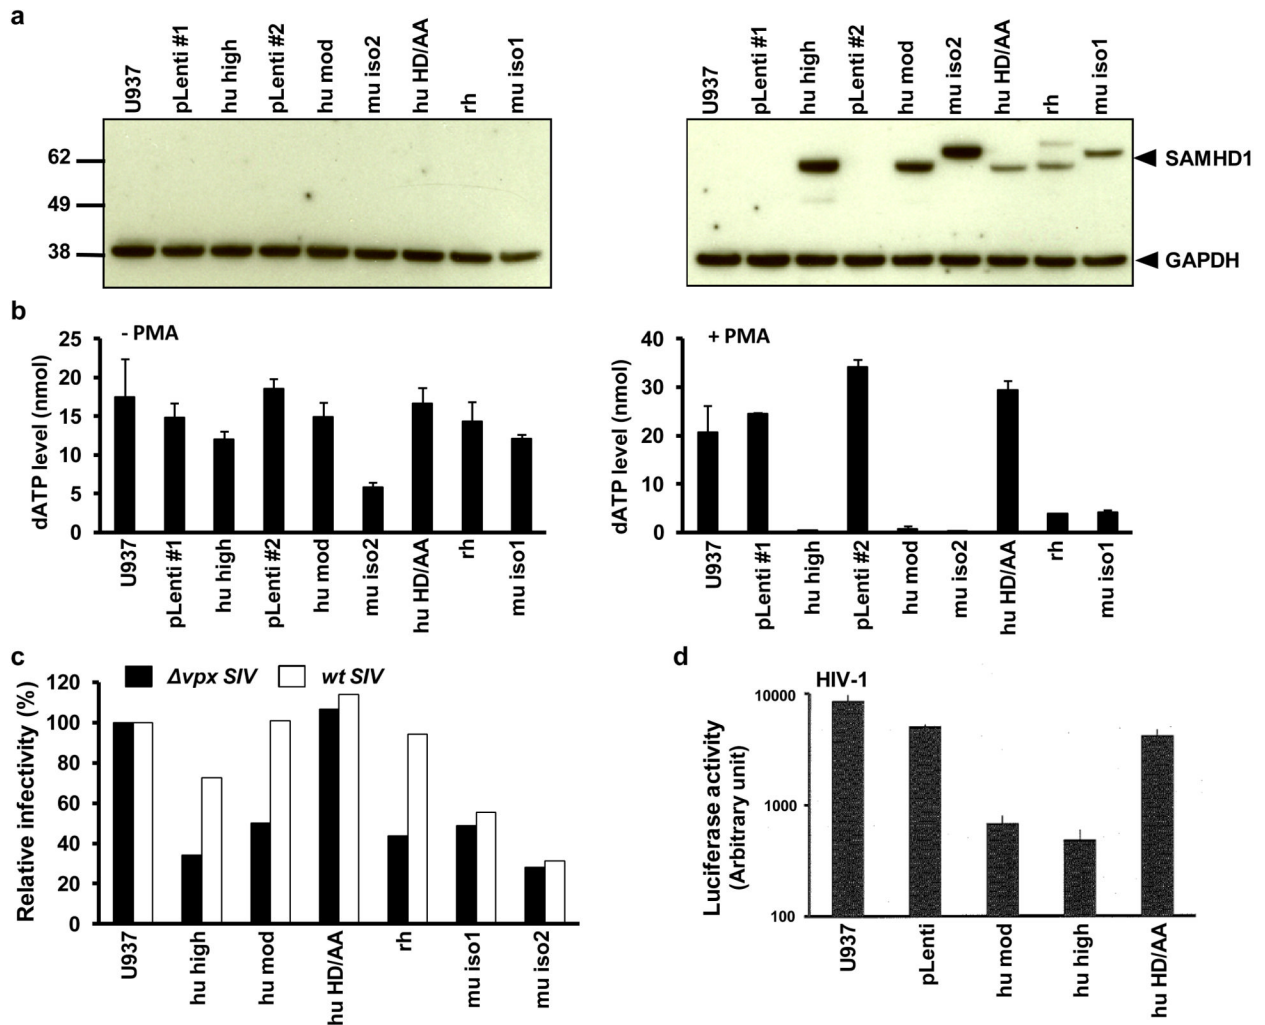 a
U937
pLenti #1
hu high
pLenti #2
hu mod
mu iso2
hu HD/AA
rh
mu iso1
U937
pLenti #1
hu high
pLenti #2
hu mod
mu iso2
hu HD/AA
rh
mu iso1
62
49
38
SAMHD1
GAPDH
b
- PMA
dATP level (nmol)
25
20
15
10
5
0
U937
pLenti #1
hu high
pLenti #2
hu mod
mu iso2
hu HD/AA
rh
mu iso1
+ PMA
dATP level (nmol)
40
30
20
10
0
U937
pLenti #1
hu high
pLenti #2
hu mod
mu iso2
hu HD/AA
rh
mu iso1
c
Δvpx SIV
wt SIV
Relative infectivity (%)
120
100
80
60
40
20
0
U937
hu high
hu mod
hu HD/AA
rh
mu iso1
mu iso2
d
HIV-1
Luciferase activity
(Arbitrary unit)
10000
1000
100
U937
pLenti
hu mod
hu high
hu HD/AA